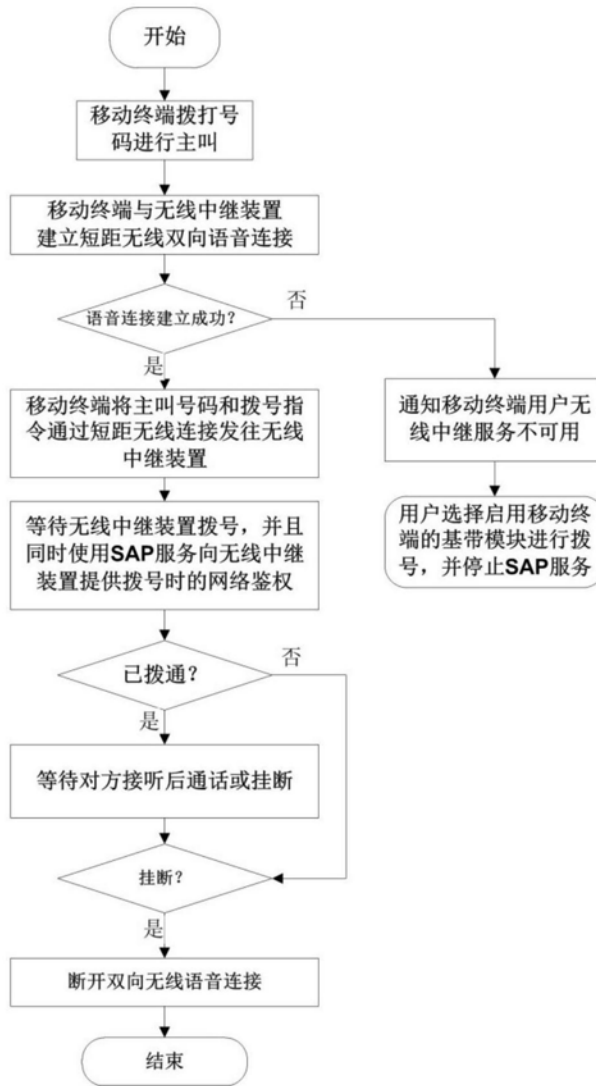 开始
移动终端拨打号
码进行主叫
移动终端与无线中继装置
建立短距无线双向语音连接
语音连接建立成功？
否
是
移动终端将主叫号码和拨号指
令通过短距无线连接发往无线
中继装置
通知移动终端用户无
线中继服务不可用
等待无线中继装置拨号，并且
同时使用SAP服务向无线中继
装置提供拨号时的网络鉴权
用户选择启用移动终
端的基带模块进行拨
号，并停止SAP服务
已拨通？
否
是
等待对方接听后通话或挂断
挂断？
是
断开双向无线语音连接
结束